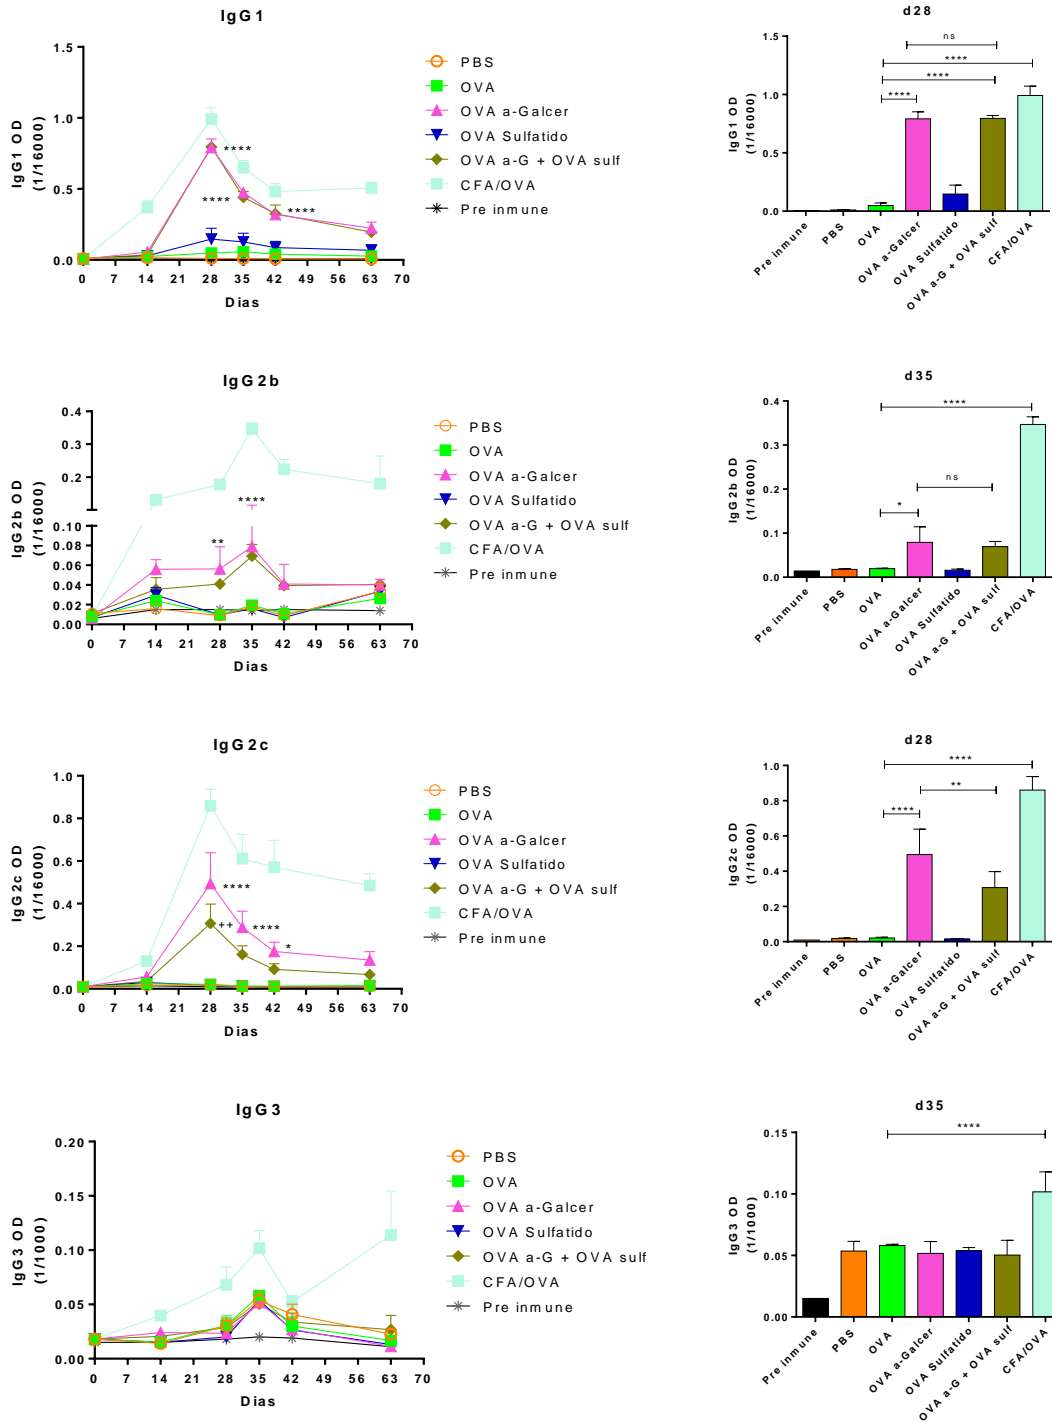 IgG1
IgG1 OD
(1/16000)
1.5
1.0
0.5
0.0
0 7 14 21 28 35 42 49 56 63 70
Dias
****
****
****
PBS
OVA
OVA a-Galcer
OVA Sulfatido
OVA a-G + OVA sulf
CFA/OVA
Pre inmune
d28
IgG1 OD
(1/16000)
1.5
1.0
0.5
0.0
ns
****
****
****
Pre inmune
PBS
OVA
OVA a-Galcer
OVA Sulfatido
OVA a-G + OVA sulf
CFA/OVA
IgG2b
IgG2b OD
(1/16000)
0.4
0.3
0.2
0.10
0.08
0.06
0.04
0.02
0.00
0 7 14 21 28 35 42 49 56 63 70
Dias
****
**
PBS
OVA
OVA a-Galcer
OVA Sulfatido
OVA a-G + OVA sulf
CFA/OVA
Pre inmune
d35
IgG2b OD
(1/16000)
0.4
0.3
0.2
0.1
0.0
****
ns
*
Pre inmune
PBS
OVA
OVA a-Galcer
OVA Sulfatido
OVA a-G + OVA sulf
CFA/OVA
IgG2c
IgG2c OD
(1/16000)
1.0
0.8
0.6
0.4
0.2
0.0
0 7 14 21 28 35 42 49 56 63 70
Dias
****
++ ****
*
PBS
OVA
OVA a-Galcer
OVA Sulfatido
OVA a-G + OVA sulf
CFA/OVA
Pre inmune
d28
IgG2c OD
(1/16000)
1.0
0.8
0.6
0.4
0.2
0.0
****
**
****
Pre inmune
PBS
OVA
OVA a-Galcer
OVA Sulfatido
OVA a-G + OVA sulf
CFA/OVA
IgG3
IgG3 OD
(1/1000)
0.20
0.15
0.10
0.05
0.00
0 7 14 21 28 35 42 49 56 63 70
Dias
PBS
OVA
OVA a-Galcer
OVA Sulfatido
OVA a-G + OVA sulf
CFA/OVA
Pre inmune
d35
IgG3 OD
(1/1000)
0.15
0.10
0.05
0.00
****
Pre inmune
PBS
OVA
OVA a-Galcer
OVA Sulfatido
OVA a-G + OVA sulf
CFA/OVA